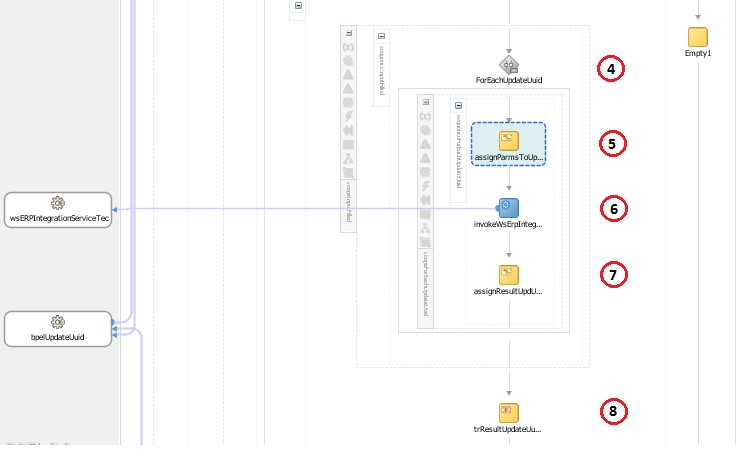 Empty1
4
ForEachUpdateUuid
5
assignParmsToUp...
6
wsERPIntegrationServiceTec
invokeWsErpInteg...
7
assignResultUpdU...
bpelUpdateUuid
8
trResultUpdateUu...